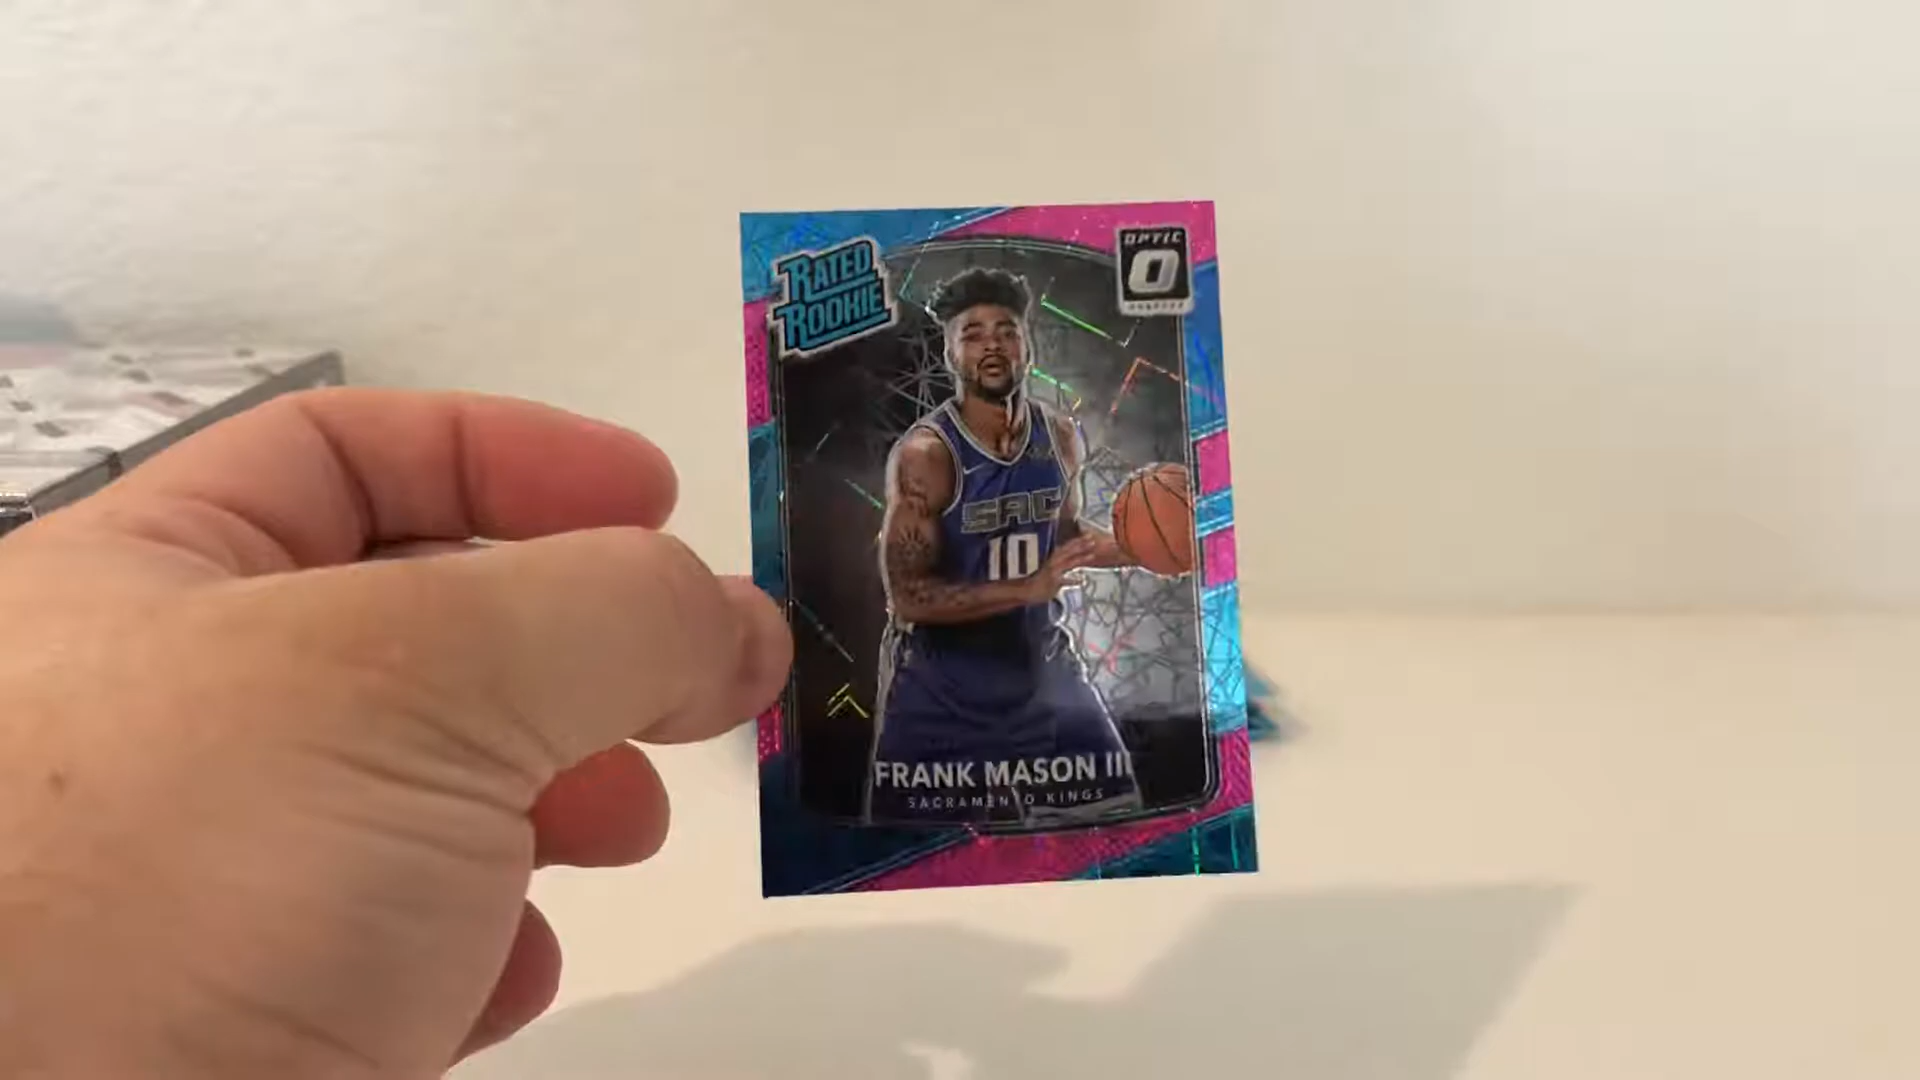 RATED
ROOKIE
OPTIC
O
SAC
10
FRANK MASON III
SACRAMENTO KINGS